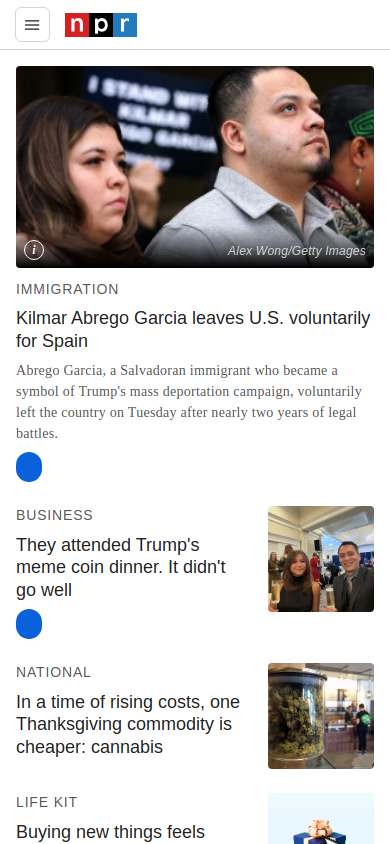 npr
I STAND WITH
KILMAR
GO GARCIA
i
Alex Wong/Getty Images
IMMIGRATION
Kilmar Abrego Garcia leaves U.S. voluntarily
for Spain
Abrego Garcia, a Salvadoran immigrant who became a
symbol of Trump's mass deportation campaign, voluntarily
left the country on Tuesday after nearly two years of legal
battles.
BUSINESS
They attended Trump's
meme coin dinner. It didn't
go well
NATIONAL
In a time of rising costs, one
Thanksgiving commodity is
cheaper: cannabis
LIFE KIT
Buying new things feels